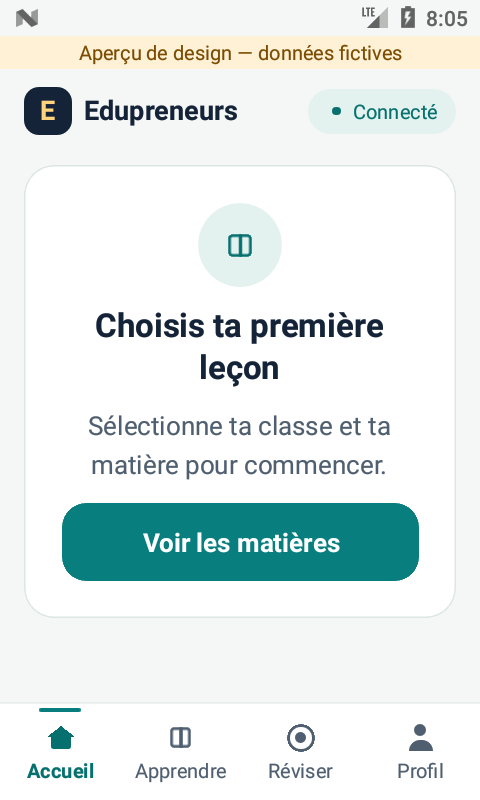 LTE 8:05
Aperçu de design — données fictives
E Edupreneurs Connecté
Choisis ta première
leçon
Sélectionne ta classe et ta
matière pour commencer.
Voir les matières
Accueil Apprendre Réviser Profil